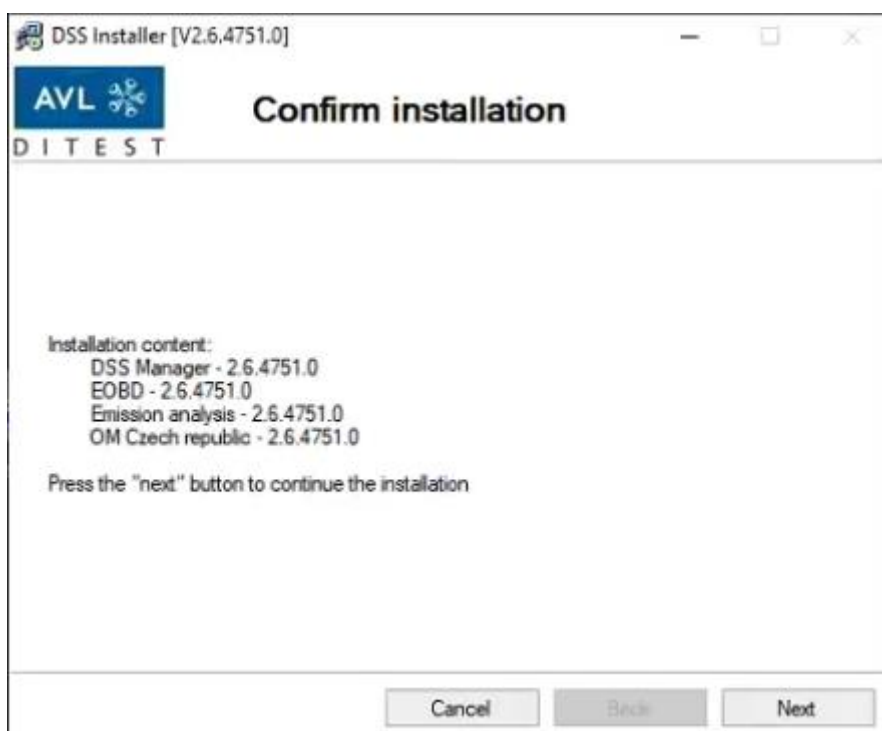 DSS Installer [V2.6.4751.0]
AVL
DITEST
Confirm installation
Installation content:
DSS Manager - 2.6.4751.0
EOBD - 2.6.4751.0
Emission analysis - 2.6.4751.0
OM Czech republic - 2.6.4751.0
Press the "next" button to continue the installation
Cancel
Back
Next